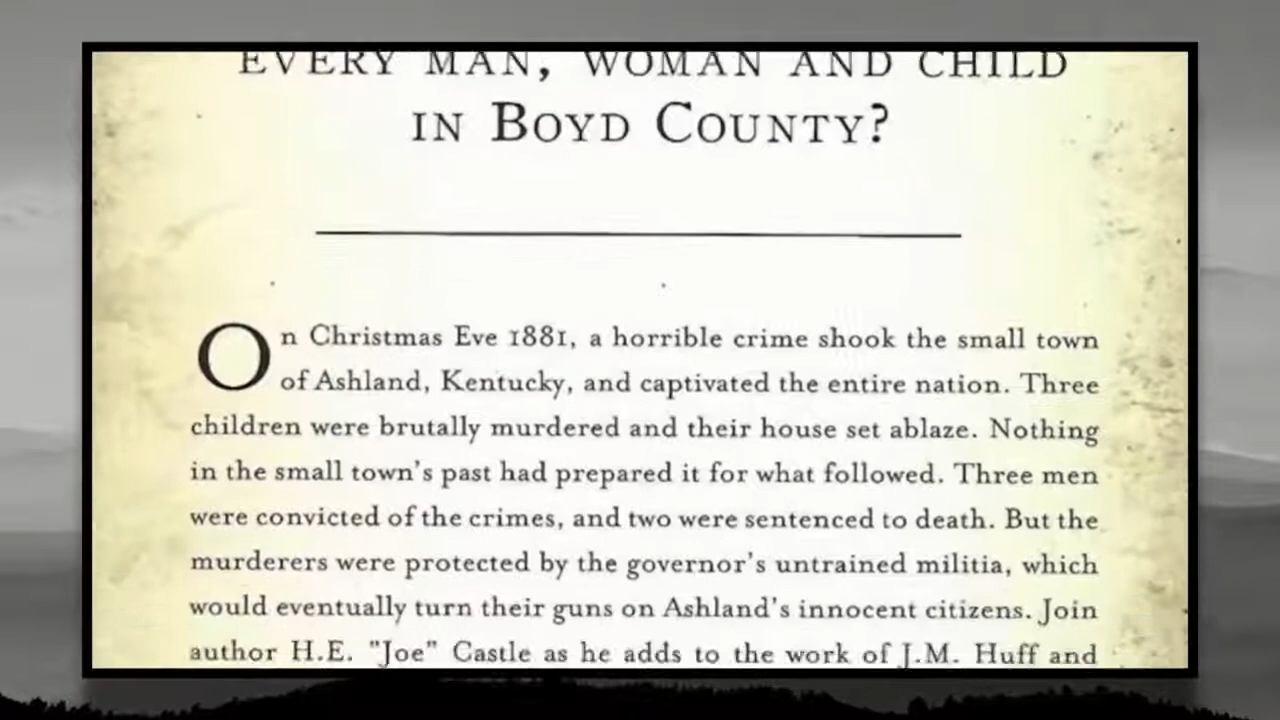 EVERY MAN, WOMAN AND CHILD
IN BOYD COUNTY?
On Christmas Eve 1881, a horrible crime shook the small town
of Ashland, Kentucky, and captivated the entire nation. Three
children were brutally murdered and their house set ablaze. Nothing
in the small town's past had prepared it for what followed. Three men
were convicted of the crimes, and two were sentenced to death. But the
murderers were protected by the governor's untrained militia, which
would eventually turn their guns on Ashland's innocent citizens. Join
author H.E. "Joe" Castle as he adds to the work of J.M. Huff and